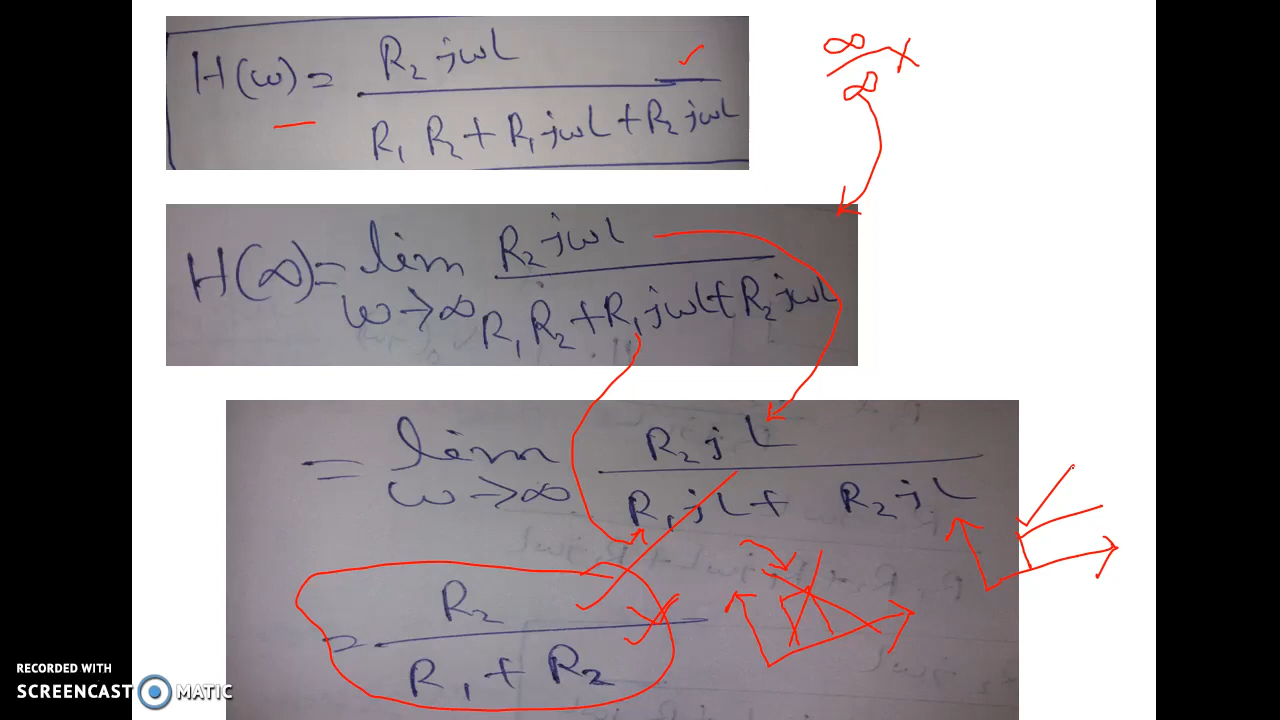 H(ω) = R₂ jωL / R₁ R₂ + R₁ jωL + R₂ jωL
∞ / ∞
H(∞) = lim ω→∞ R₂ jωL / R₁ R₂ + R₁ jωL + R₂ jωL
= lim ω→∞ R₂ j L / R₁ j L + R₂ j L
= R₂ / R₁ + R₂
RECORDED WITH
SCREENCAST MATIC